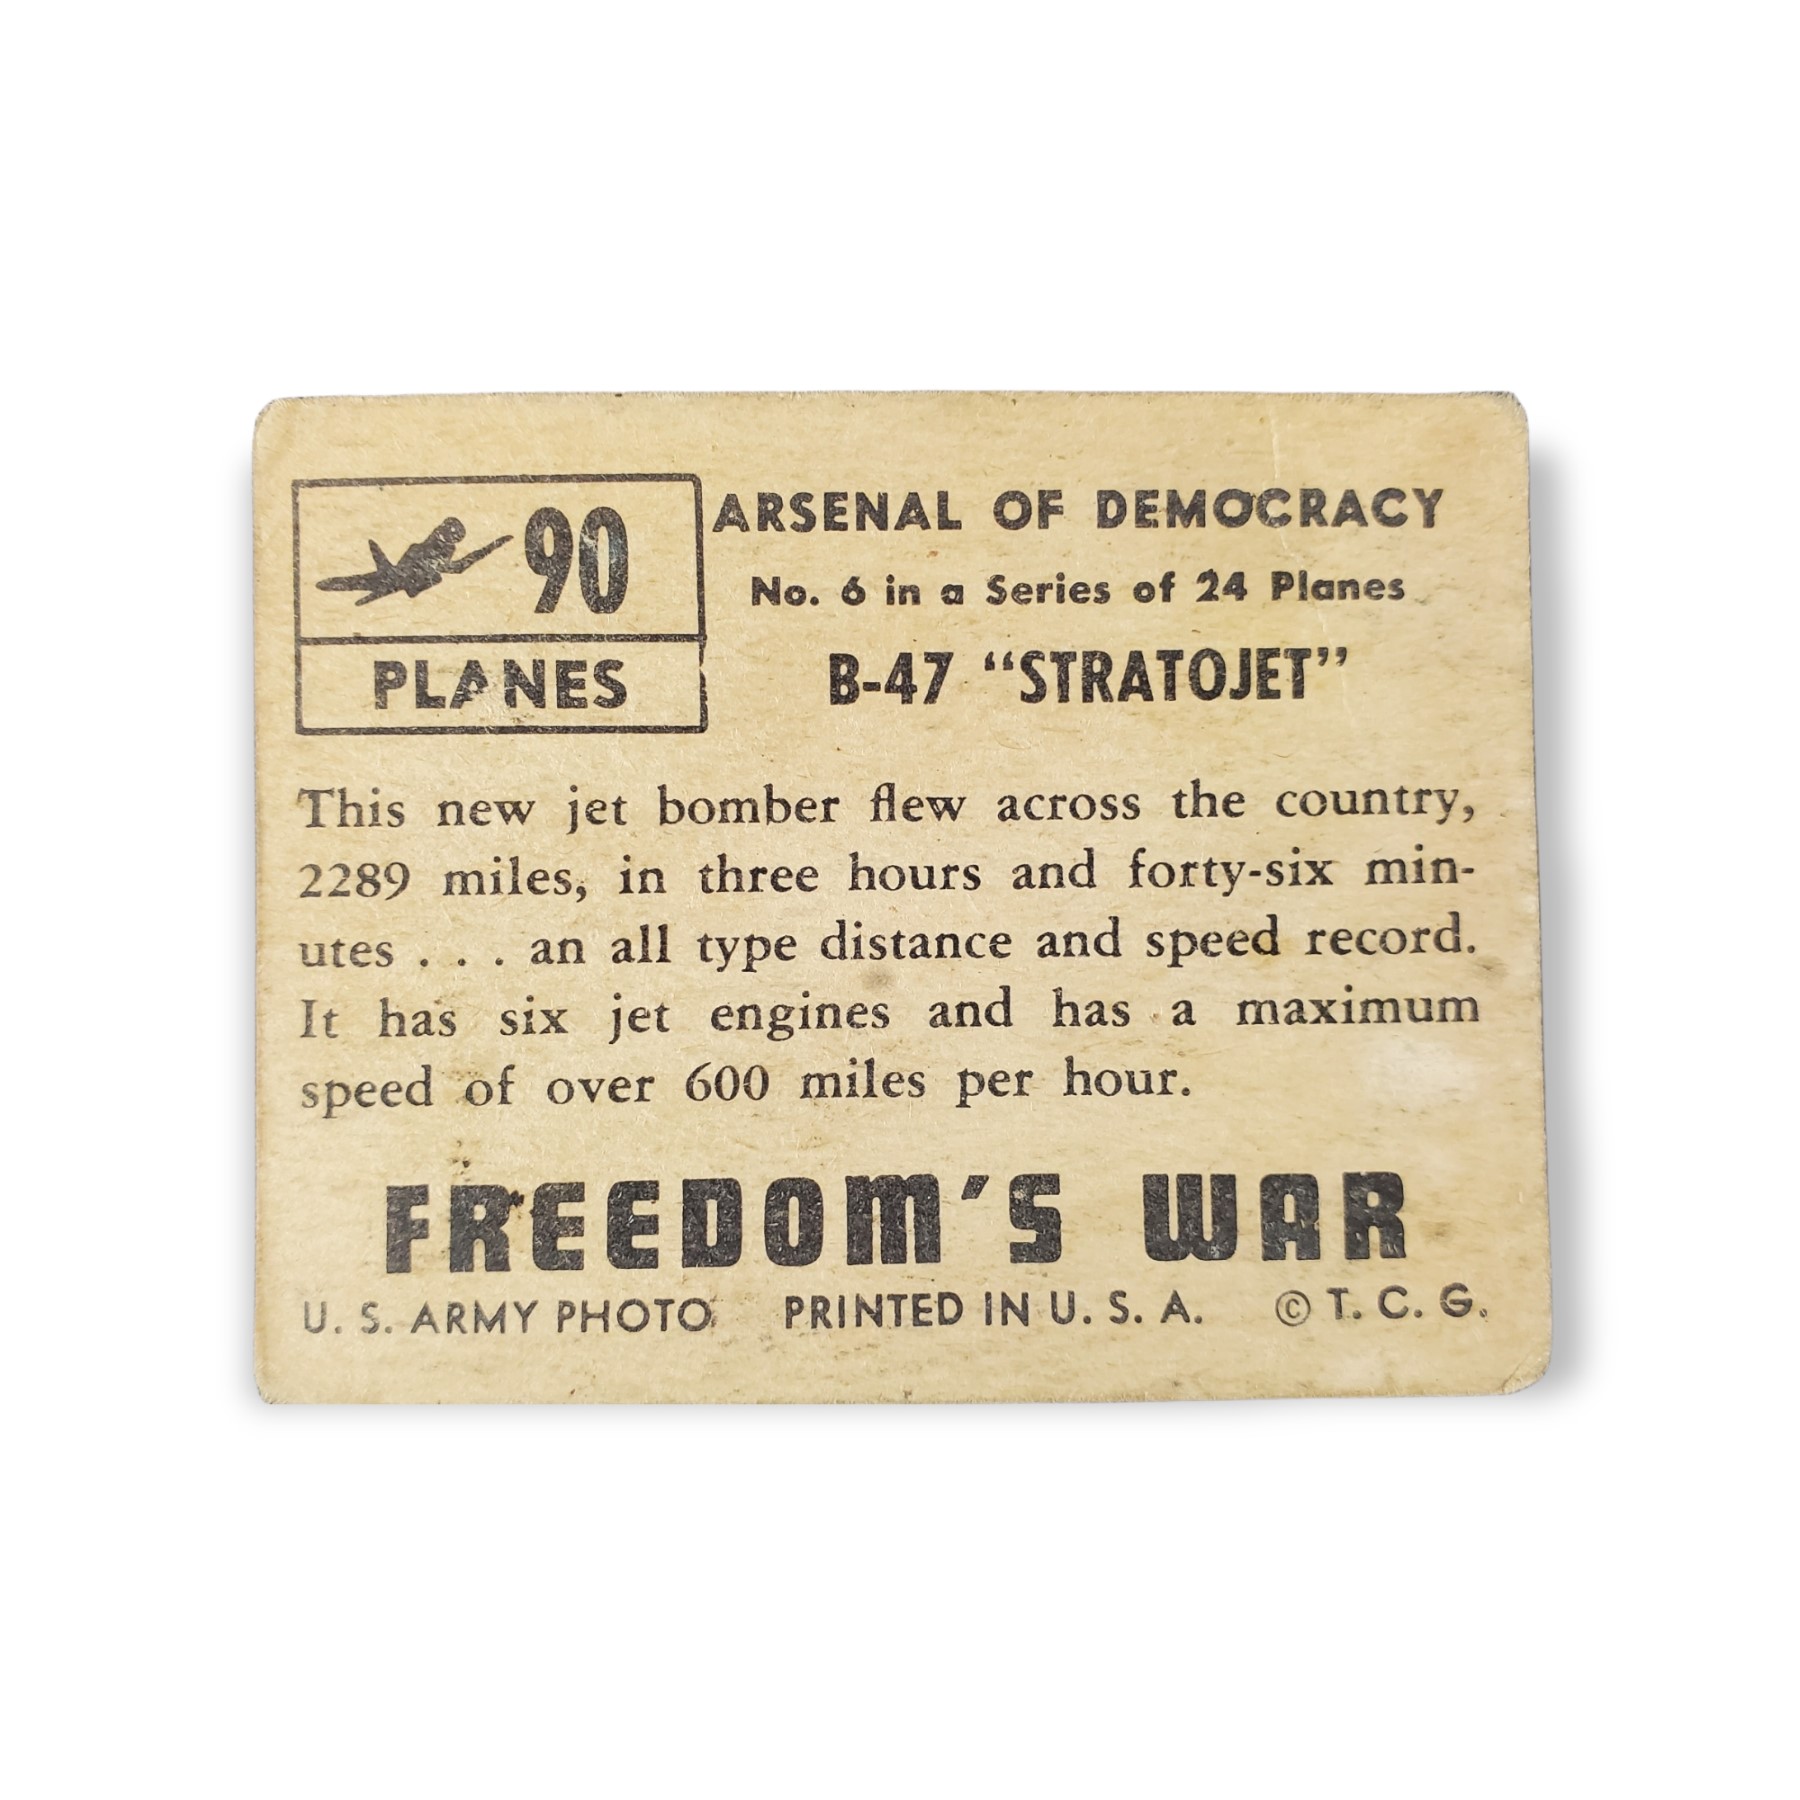 90
PLANES
ARSENAL OF DEMOCRACY
No. 6 in a Series of 24 Planes
B-47 “STRATOJET”
This new jet bomber flew across the country,
2289 miles, in three hours and forty-six min-
utes . . . an all type distance and speed record.
It has six jet engines and has a maximum
speed of over 600 miles per hour.
FREEDOM'S WAR
U. S. ARMY PHOTO PRINTED IN U. S. A. © T. C. G.